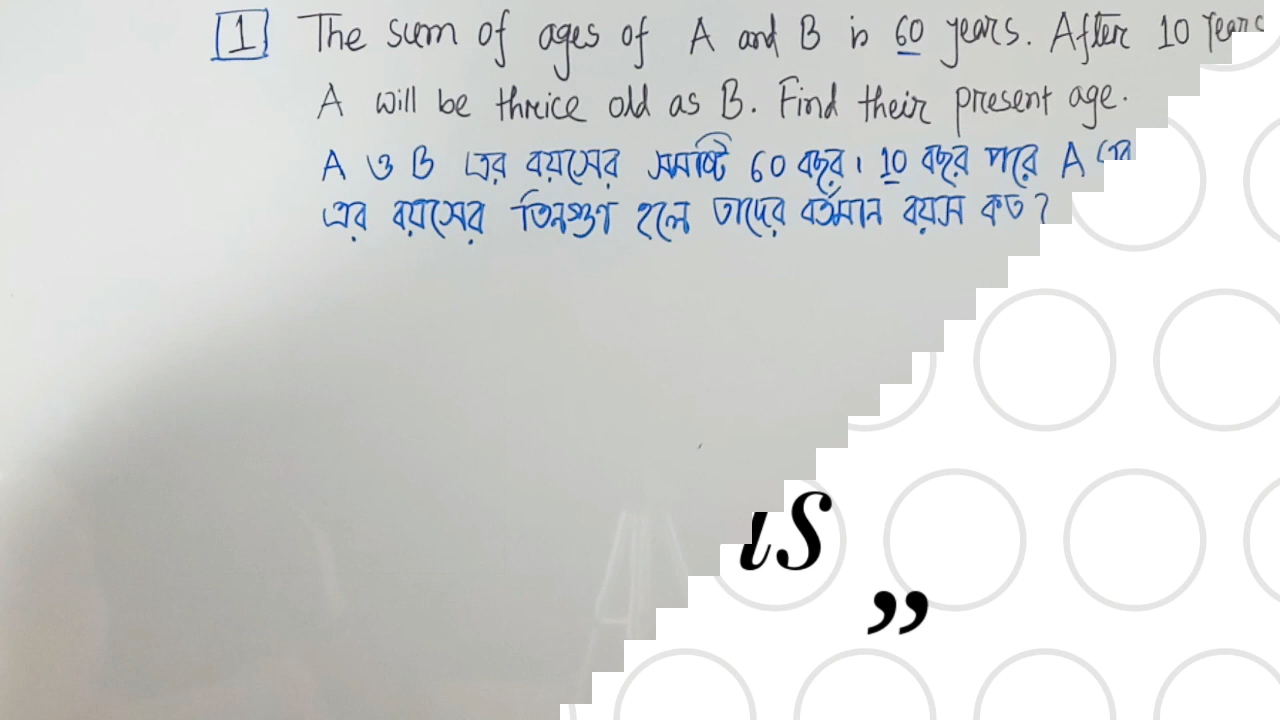 1 The sum of ages of A and B is 60 years. After 10 Years
A will be thrice old as B. Find their present age.
A ও B এর বয়সের সমষ্টি 60 বছর। 10 বছর পরে A
এর বয়সের তিনগুণ হলে তাদের বর্তমান বয়স কত?
is
”